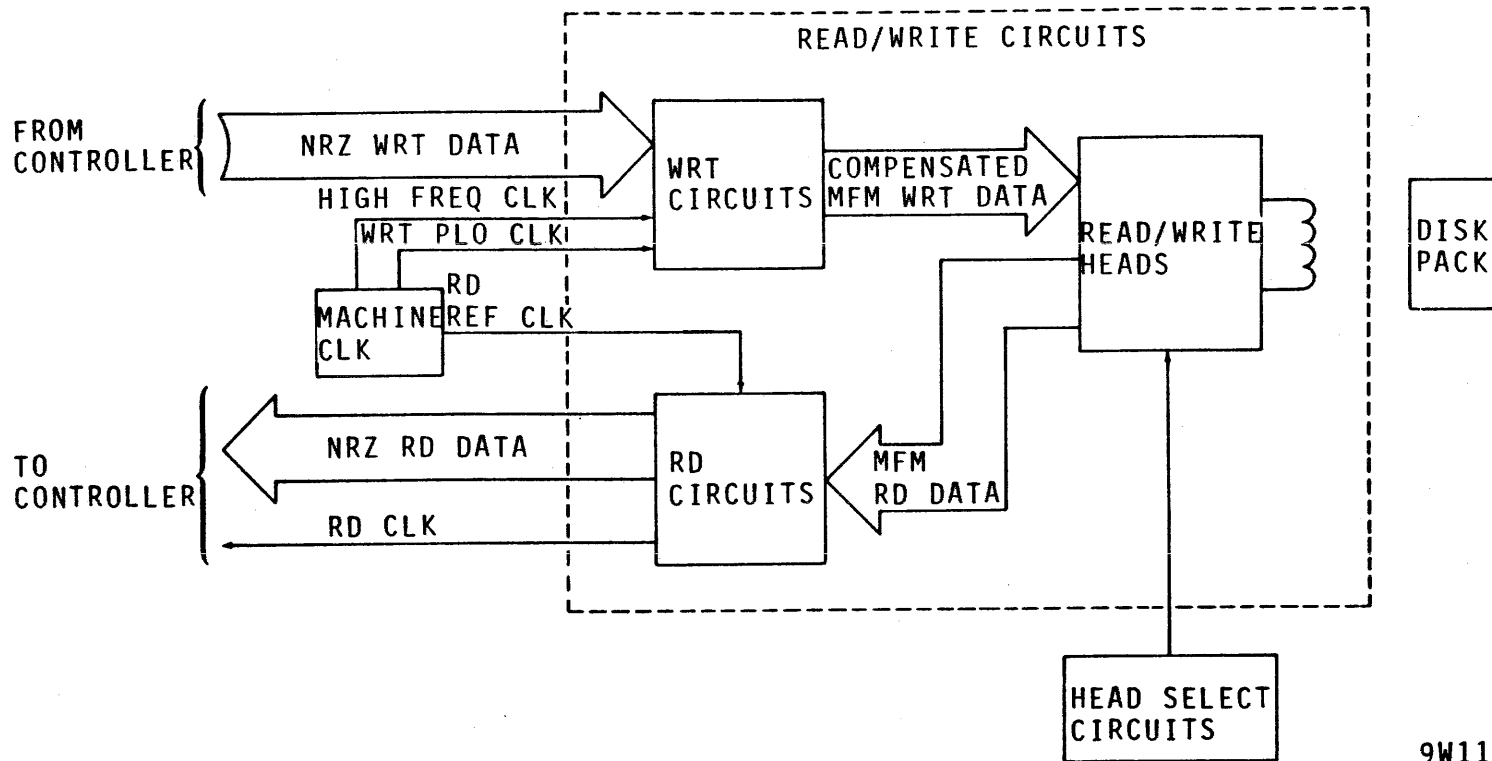 READ/WRITE CIRCUITS
FROM
CONTROLLER
NRZ WRT DATA
HIGH FREQ CLK
WRT PLO CLK
WRT
CIRCUITS
COMPENSATED
MFM WRT DATA
READ/WRITE
HEADS
DISK
PACK
MACHINE
CLK
RD
REF CLK
TO
CONTROLLER
NRZ RD DATA
RD CLK
RD
CIRCUITS
MFM
RD DATA
HEAD SELECT
CIRCUITS
9W11